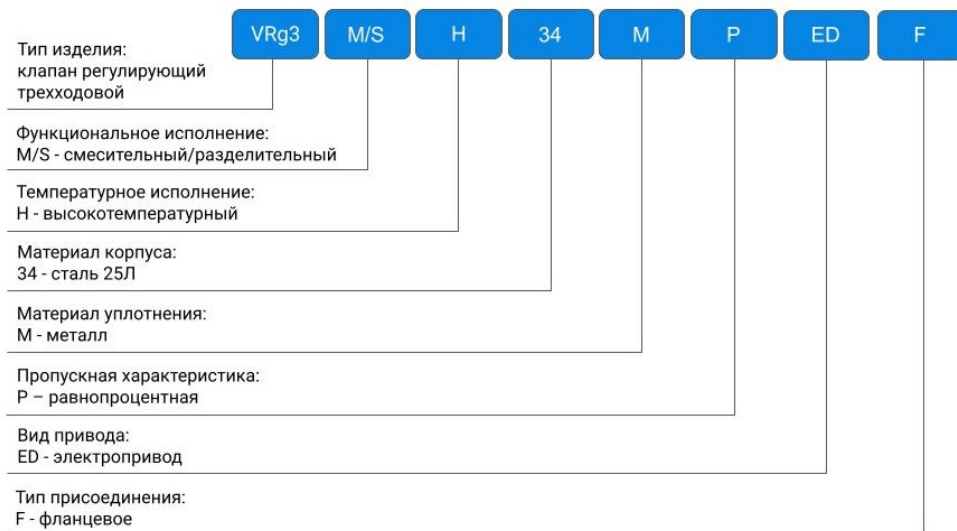 VRg3 M/S H 34 M P ED F
Тип изделия:
клапан регулирующий
трехходовой
Функциональное исполнение:
M/S - смесительный/разделительный
Температурное исполнение:
H - высокотемпературный
Материал корпуса:
34 - сталь 25Л
Материал уплотнения:
М - металл
Пропускная характеристика:
Р – равнопроцентная
Вид привода:
ED - электропривод
Тип присоединения:
F - фланцевое